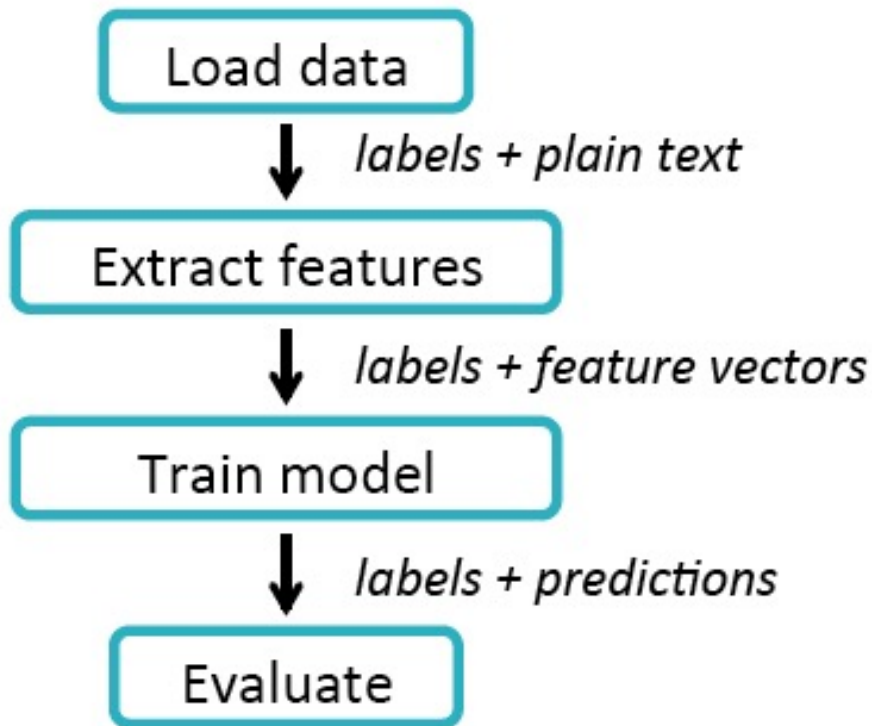 Load data
labels + plain text
Extract features
labels + feature vectors
Train model
labels + predictions
Evaluate